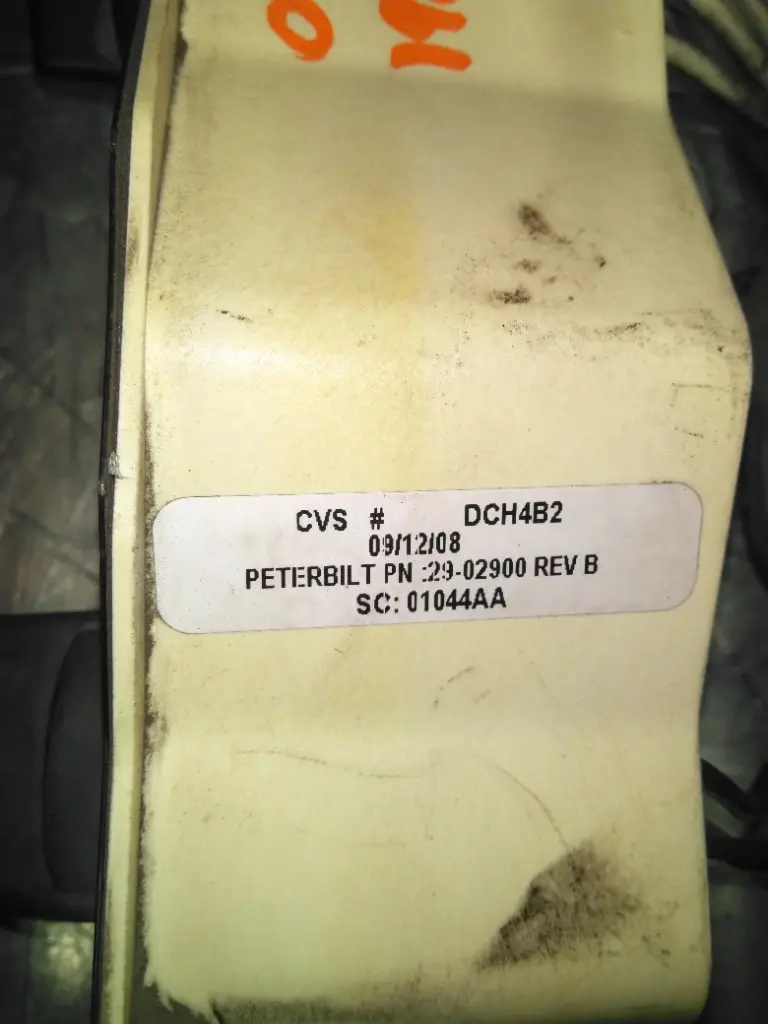 CVS # DCH4B2
09/12/08
PETERBILT PN :29-02900 REV B
SC: 01044AA